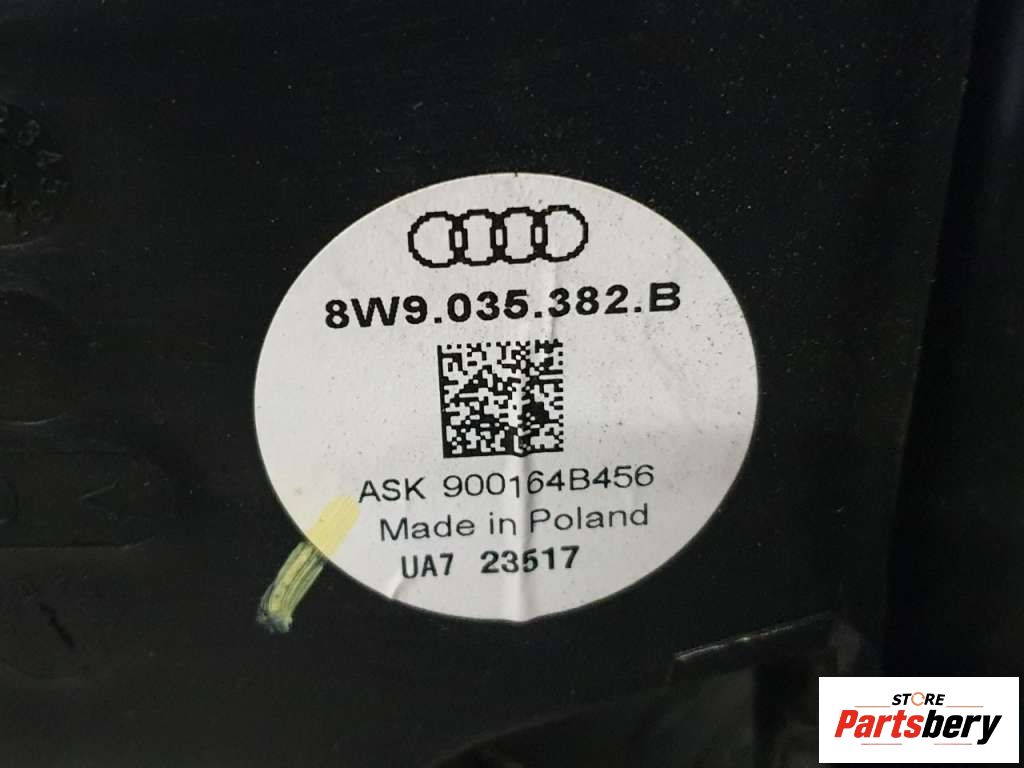 8W9.035.382.B
ASK 900164B456
Made in Poland
UA7 23517
STORE
Partsbery